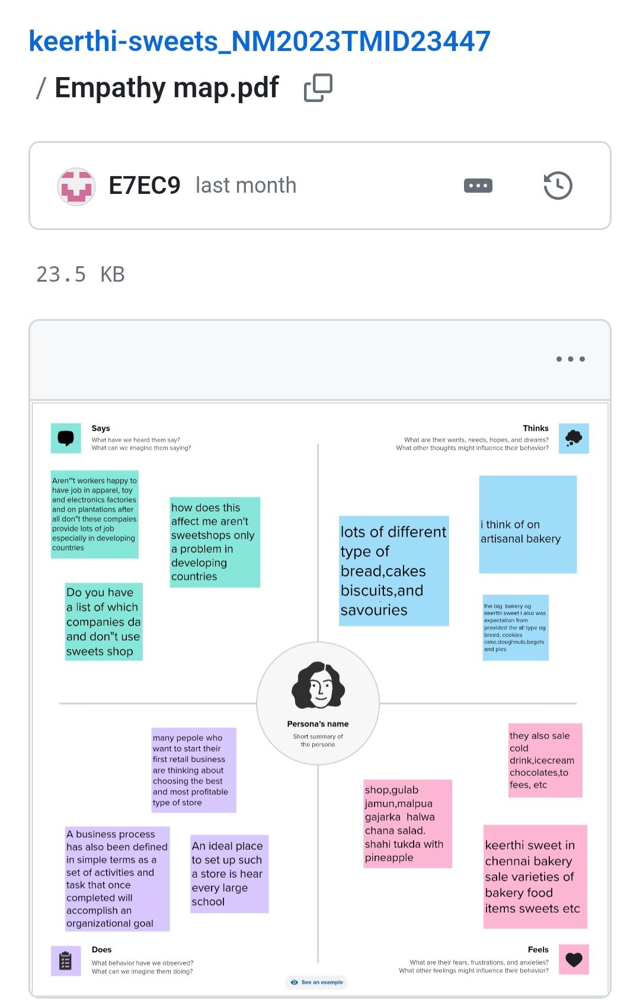 keerthi-sweets_NM2023TMID23447
/ Empathy map.pdf
E7EC9 last month
23.5 KB
Says
What have we heard them say?
What can we imagine them saying?
Thinks
What are their wants, needs, hopes, and dreams?
What other thoughts might influence their behavior?
Aren'"t workers happy to
have job in apparel, toy
and electronics factories
and on plantations after
all don"t these compaies
provide lots of job
especially in developing
countries
how does this
affect me aren't
sweetshops only
a problem in
developing
countries
Do you have
a list of which
companies da
and don"t use
sweets shop
lots of different
type of
bread,cakes
biscuits,and
savouries
i think of on
artisanal bakery
the big bakery og
keerthi sweet I also was
expectation from
provided the all type og
bread, cookies
cake,doughnuts,bagels
and pies
Persona's name
Short summary of
the persona
many pepole who
want to start their
first retail business
are thinking about
choosing the best
and most profitable
type of store
A business process
has also been defined
in simple terms as a
set of activities and
task that once
completed will
accomplish an
organizational goal
An ideal place
to set up such
a store is hear
every large
school
they also sale
cold
drink,icecream
chocolates,to
fees, etc
shop,gulab
jamun,malpua
gajarka halwa
chana salad.
shahi tukda with
pineapple
keerthi sweet in
chennai bakery
sale varieties of
bakery food
items sweets etc
Does
What behavior have we observed?
What can we imagine them doing?
Feels
What are their fears, frustrations, and anxieties?
What other feelings might influence their behavior?
See an example